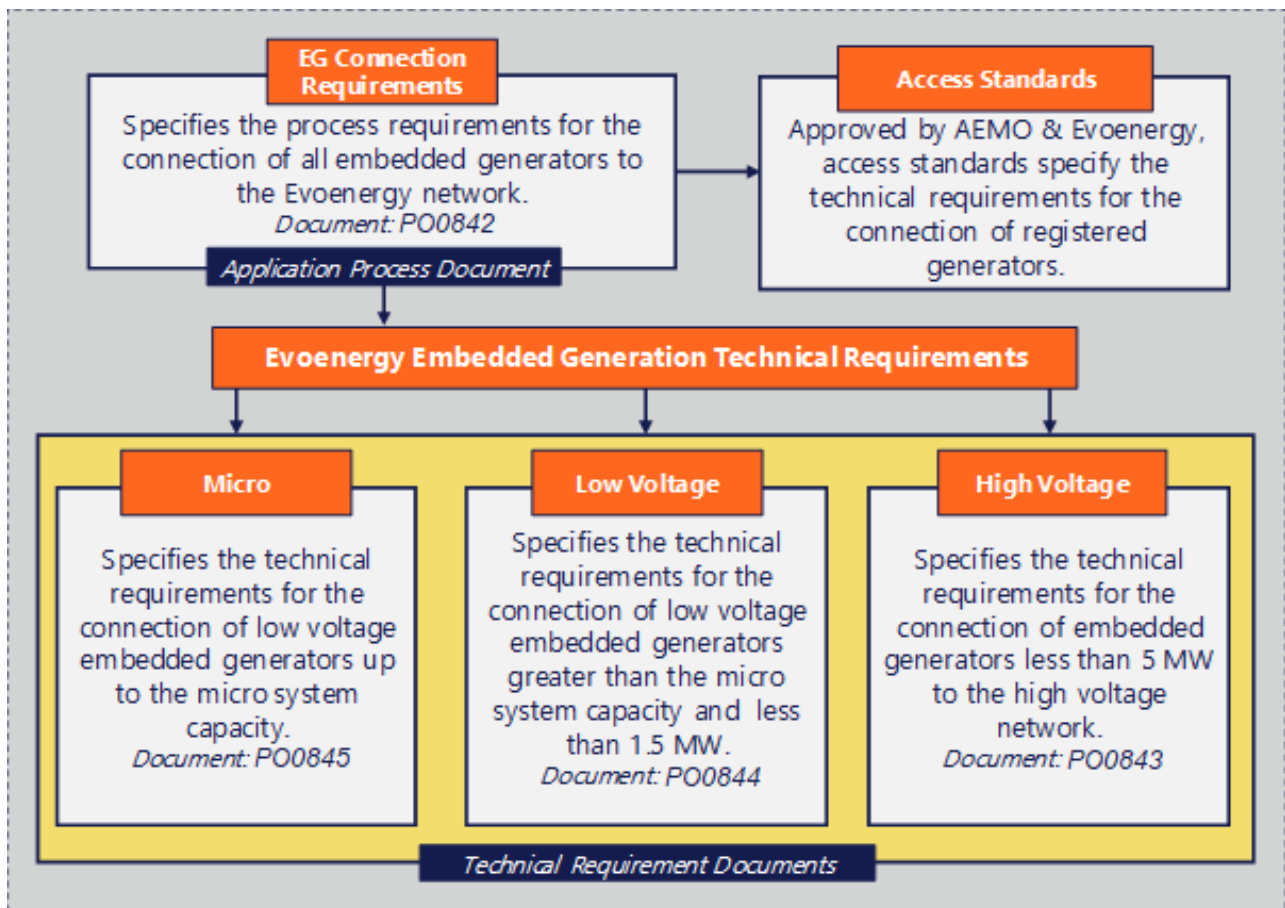 EG Connection
Requirements
Specifies the process requirements for the
connection of all embedded generators to
the Evoenergy network.
Document: PO0842
Application Process Document
Access Standards
Approved by AEMO & Evoenergy,
access standards specify the
technical requirements for the
connection of registered
generators.
Evoenergy Embedded Generation Technical Requirements
Micro
Specifies the technical
requirements for the
connection of low voltage
embedded generators up
to the micro system
capacity.
Document: PO0845
Low Voltage
Specifies the technical
requirements for the
connection of low voltage
embedded generators
greater than the micro
system capacity and less
than 1.5 MW.
Document: PO0844
High Voltage
Specifies the technical
requirements for the
connection of embedded
generators less than 5 MW
to the high voltage
network.
Document: PO0843
Technical Requirement Documents